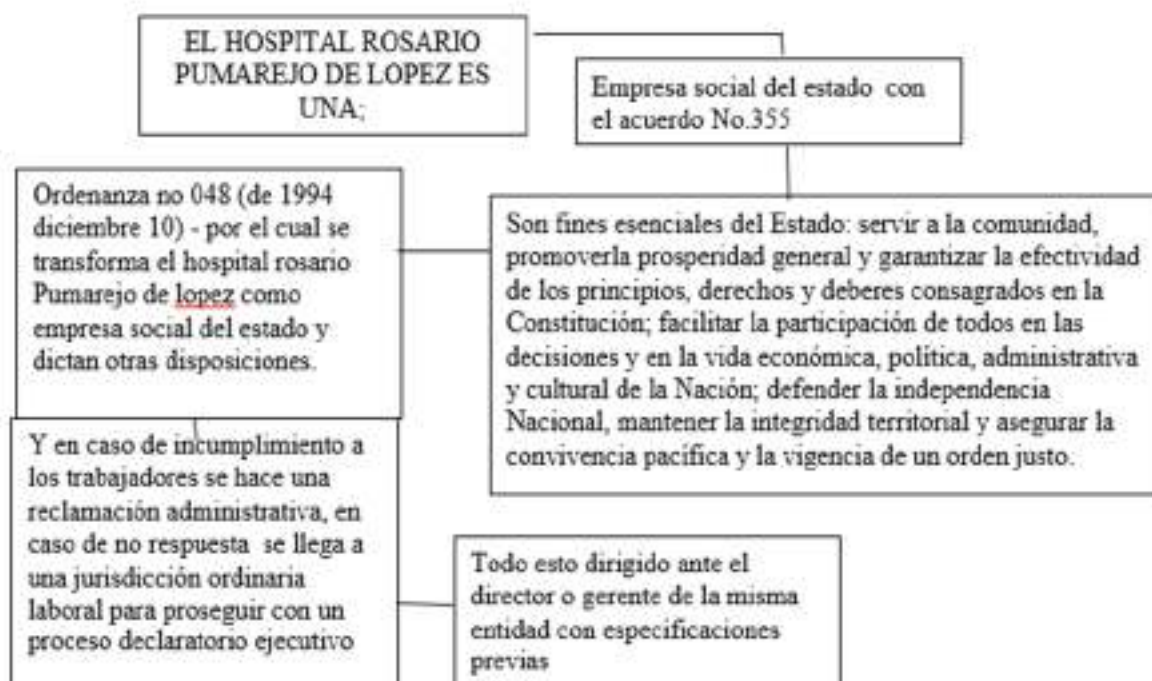 EL HOSPITAL ROSARIO
PUMAREJO DE LOPEZ ES
UNA;
Empresa social del estado con
el acuerdo No.355
Ordenanza no 048 (de 1994
diciembre 10) - por el cual se
transforma el hospital rosario
Pumarejo de lopez como
empresa social del estado y
dictan otras disposiciones.
Son fines esenciales del Estado: servir a la comunidad,
promoverla prosperidad general y garantizar la efectividad
de los principios, derechos y deberes consagrados en la
Constitución; facilitar la participación de todos en las
decisiones y en la vida económica, política, administrativa
y cultural de la Nación; defender la independencia
Nacional, mantener la integridad territorial y asegurar la
convivencia pacífica y la vigencia de un orden justo.
Y en caso de incumplimiento a
los trabajadores se hace una
reclamación administrativa, en
caso de no respuesta se llega a
una jurisdicción ordinaria
laboral para proseguir con un
proceso declaratorio ejecutivo
Todo esto dirigido ante el
director o gerente de la misma
entidad con especificaciones
previas